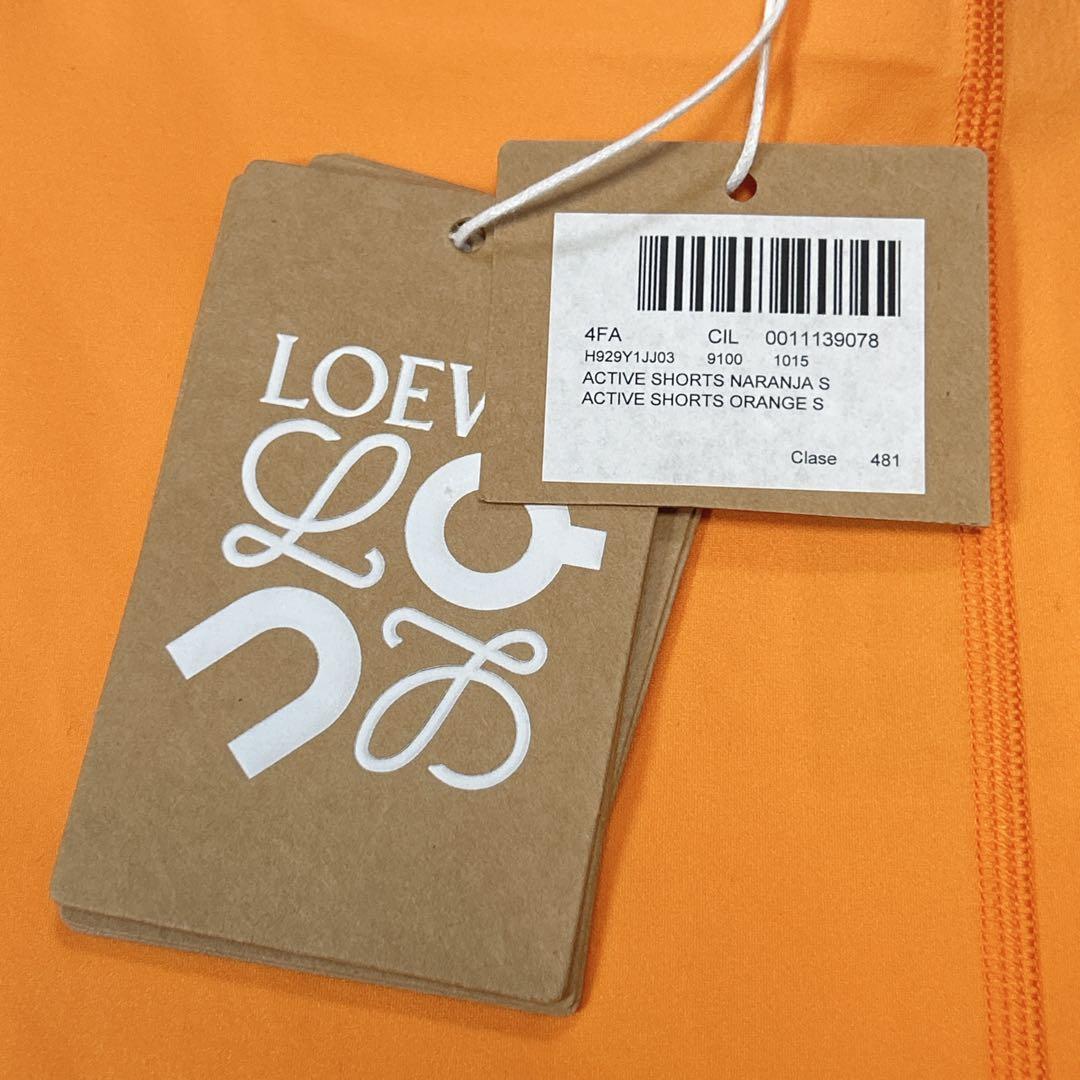 LOEV
4FA CIL 0011139078
H929Y1JJ03 9100 1015
ACTIVE SHORTS NARANJA S
ACTIVE SHORTS ORANGE S
Clase 481